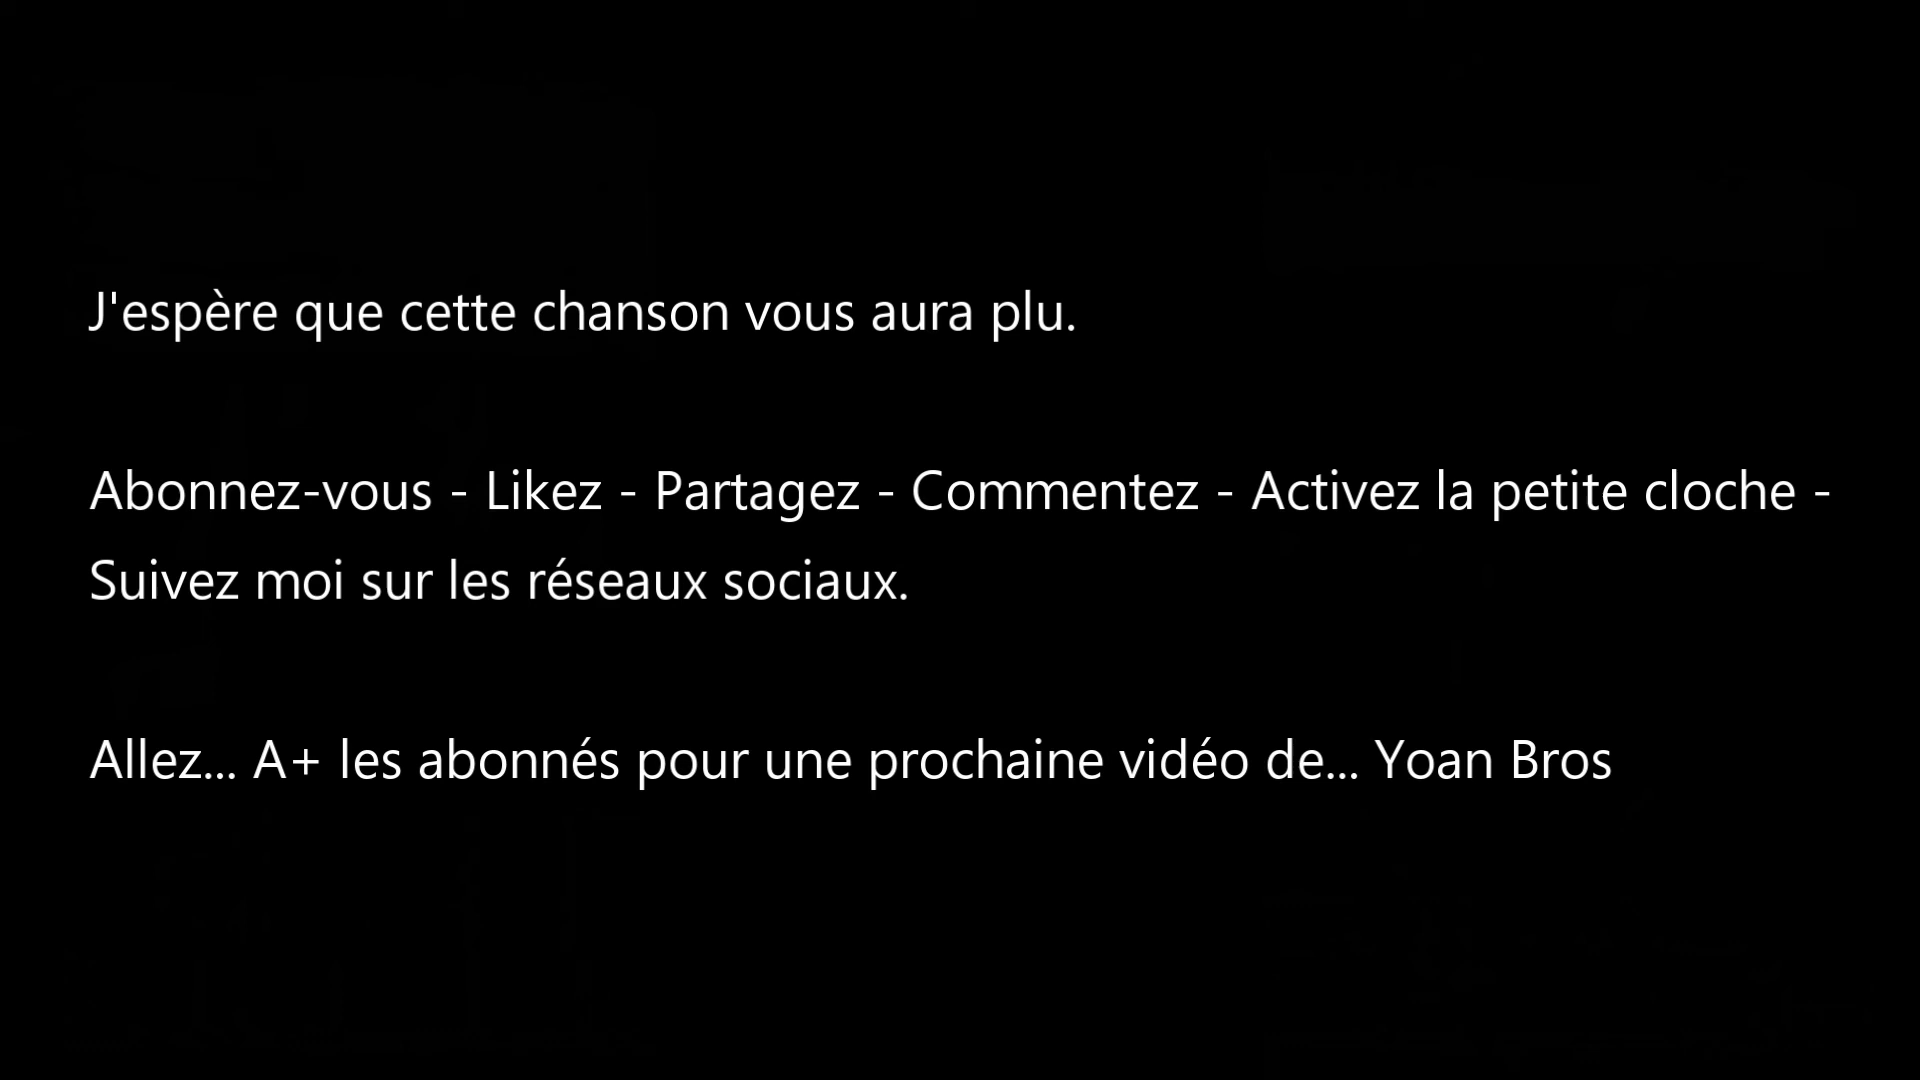 J'espère que cette chanson vous aura plu.
Abonnez-vous - Likez - Partagez - Commentez - Activez la petite cloche -
Suivez moi sur les réseaux sociaux.
Allez... A+ les abonnés pour une prochaine vidéo de... Yoan Bros